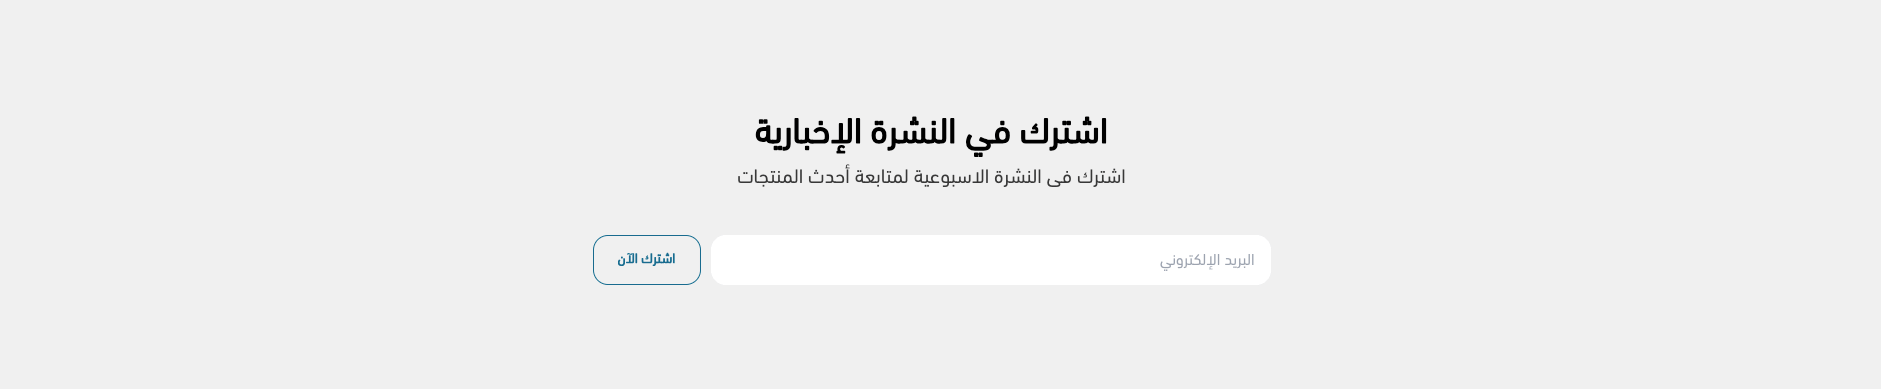 اشترك في النشرة الإخبارية
اشترك فى النشرة الاسبوعية لمتابعة أحدث المنتجات
البريد الإلكتروني
اشترك الآن